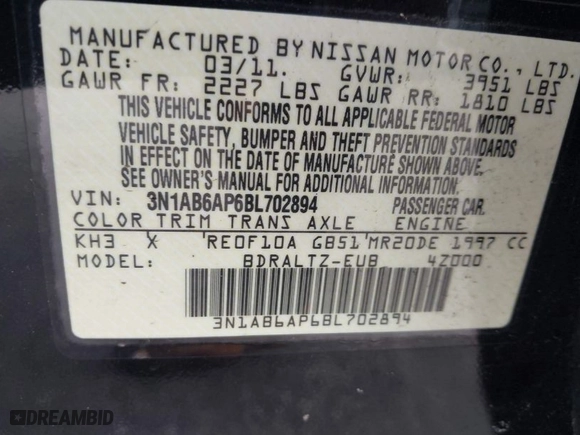 MANUFACTURED BY NISSAN MOTOR CO., LTD.
DATE: 03/11. GVWR: 3951 LBS
GAWR FR: 2227 LBS GAWR RR: 1810 LBS
THIS VEHICLE CONFORMS TO ALL APPLICABLE FEDERAL MOTOR
VEHICLE SAFETY, BUMPER AND THEFT PREVENTION STANDARDS
IN EFFECT ON THE DATE OF MANUFACTURE SHOWN ABOVE.
SEE OWNER'S MANUAL FOR ADDITIONAL INFORMATION.
VIN: 3N1AB6AP6BL702894 PASSENGER CAR.
COLOR TRIM TRANS AXLE ENGINE
KH3 X 'RE0F10A GB51'MR20DE 1997 CC
MODEL: BDRALTZ-EUB 4Z000
3N1AB6AP6BL702894
DREAMBID